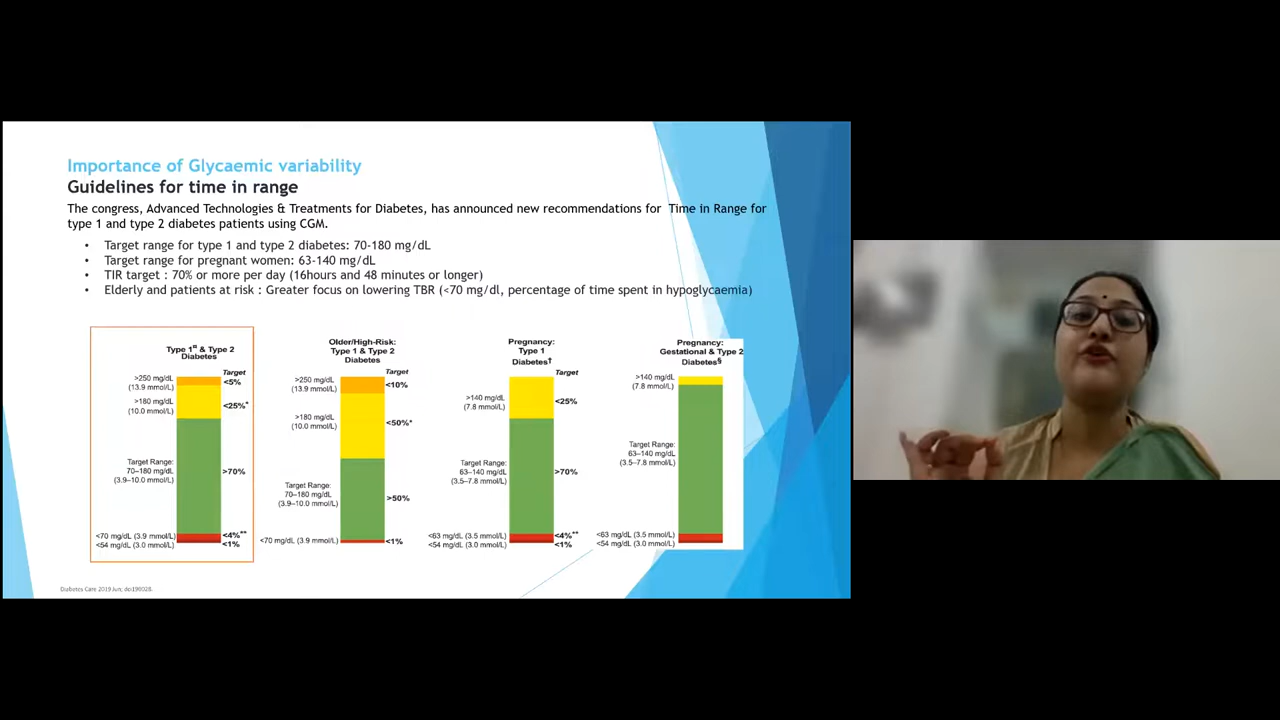 Importance of Glycaemic variability
Guidelines for time in range
The congress, Advanced Technologies & Treatments for Diabetes, has announced new recommendations for Time in Range for
type 1 and type 2 diabetes patients using CGM.
• Target range for type 1 and type 2 diabetes: 70-180 mg/dL
• Target range for pregnant women: 63-140 mg/dL
• TIR target : 70% or more per day (16hours and 48 minutes or longer)
• Elderly and patients at risk : Greater focus on lowering TBR (<70 mg/dl, percentage of time spent in hypoglycaemia)
Type 1¤ & Type 2
Diabetes
Target
>250 mg/dL
(13.9 mmol/L)
<5%
>180 mg/dL
(10.0 mmol/L)
<25%*
Target Range:
70–180 mg/dL
(3.9–10.0 mmol/L)
>70%
<70 mg/dL (3.9 mmol/L)
<4%**
<54 mg/dL (3.0 mmol/L)
<1%
Older/High-Risk:
Type 1 & Type 2
Diabetes
Target
>250 mg/dL
(13.9 mmol/L)
<10%
>180 mg/dL
(10.0 mmol/L)
<50%*
Target Range:
70–180 mg/dL
(3.9–10.0 mmol/L)
>50%
<70 mg/dL (3.9 mmol/L)
<1%
Pregnancy:
Type 1
Diabetes†
Target
>140 mg/dL
(7.8 mmol/L)
<25%
Target Range:
63–140 mg/dL
(3.5–7.8 mmol/L)
>70%
<63 mg/dL (3.5 mmol/L)
<4%**
<54 mg/dL (3.0 mmol/L)
<1%
Pregnancy:
Gestational & Type 2
Diabetes§
>140 mg/dL
(7.8 mmol/L)
Target Range:
63–140 mg/dL
(3.5–7.8 mmol/L)
<63 mg/dL (3.5 mmol/L)
<54 mg/dL (3.0 mmol/L)
Diabetes Care 2019 Jun;